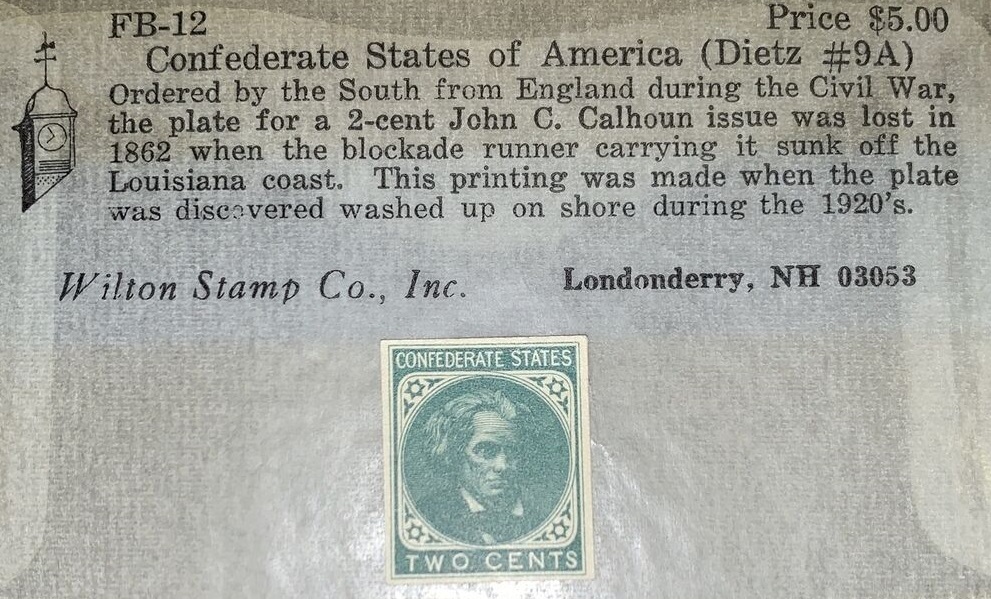 FB-12 Price $5.00
Confederate States of America (Dietz #9A)
Ordered by the South from England during the Civil War,
the plate for a 2-cent John C. Calhoun issue was lost in
1862 when the blockade runner carrying it sunk off the
Louisiana coast. This printing was made when the plate
was discovered washed up on shore during the 1920's.
Wilton Stamp Co., Inc. Londonderry, NH 03053
CONFEDERATE STATES
TWO CENTS